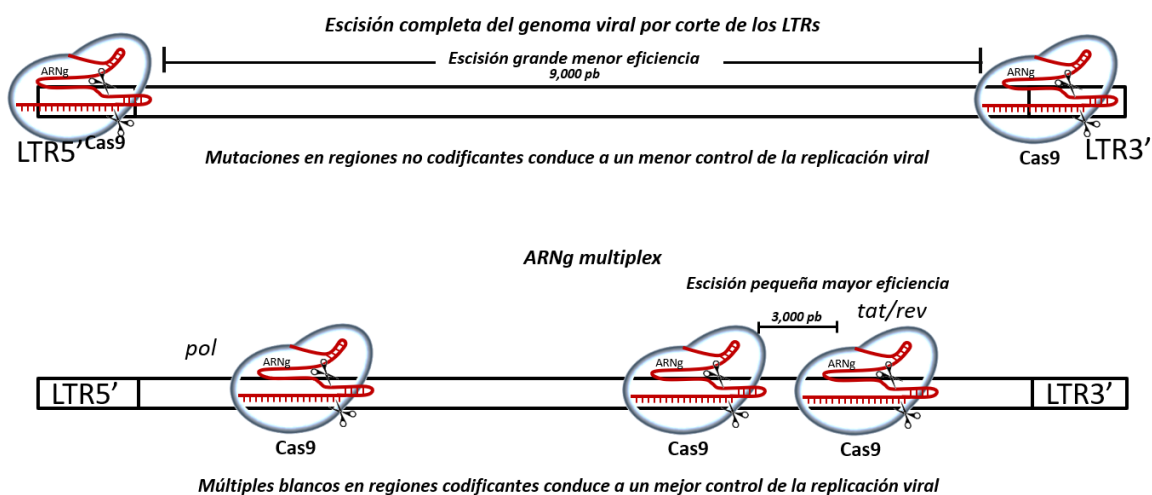 Escisión completa del genoma viral por corte de los LTRs
Escisión grande menor eficiencia
9,000 pb
ARNg
ARNg
LTR5'
Cas9
Cas9
LTR3'
Mutaciones en regiones no codificantes conduce a un menor control de la replicación viral
ARNg multiplex
Escisión pequeña mayor eficiencia
3,000 pb
tat/rev
pol
ARNg
ARNg
ARNg
LTR5'
LTR3'
Cas9
Cas9
Cas9
Múltiples blancos en regiones codificantes conduce a un mejor control de la replicación viral